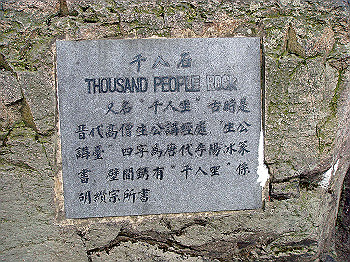 千人石
THOUSAND PEOPLE ROCK
又名"千人坐"古時是
晉代高僧生公講經處"生公
講臺"四字爲唐代李陽冰篆
書 壁間鐫有"千人坐"係
胡纘宗所書